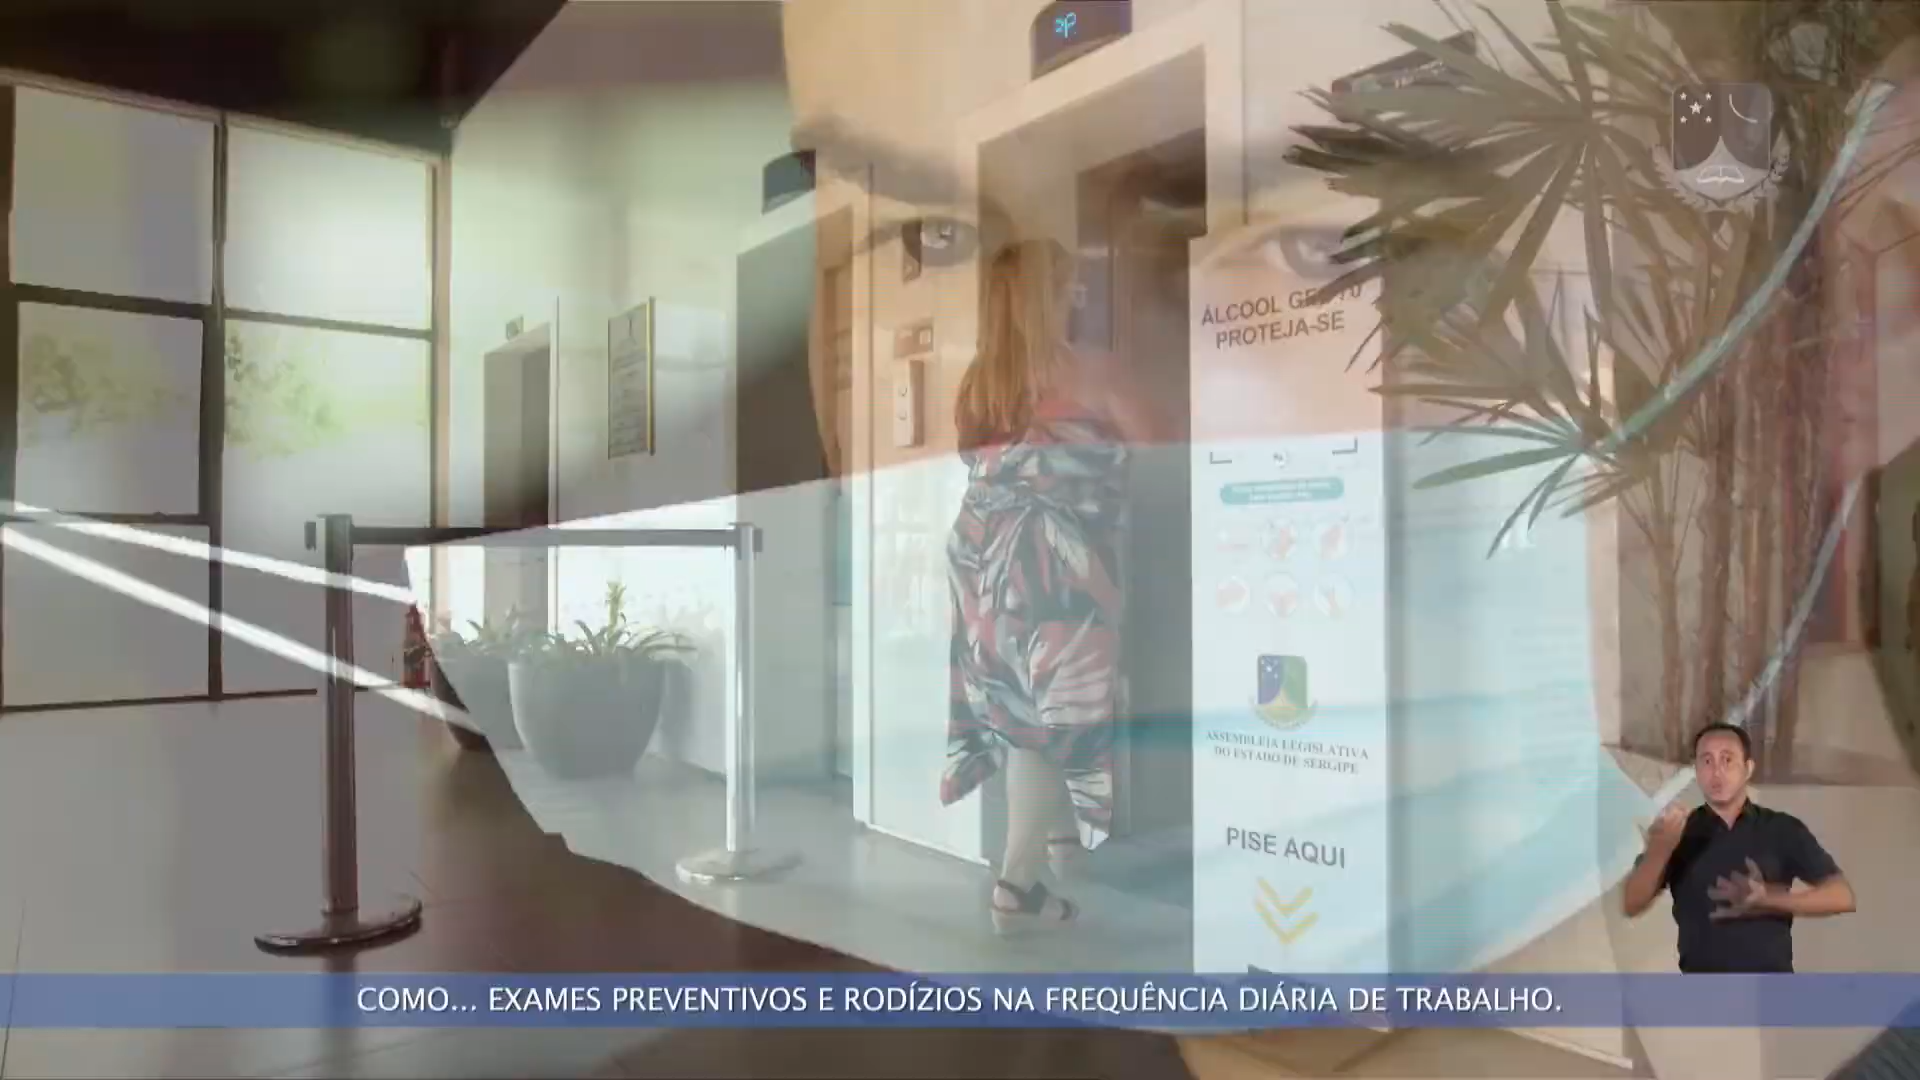 ÁLCOOL GEL 70
PROTEJA-SE
ASSEMBLEIA LEGISLATIVA
DO ESTADO DE SERGIPE
PISE AQUI
COMO... EXAMES PREVENTIVOS E RODÍZIOS NA FREQUÊNCIA DIÁRIA DE TRABALHO.